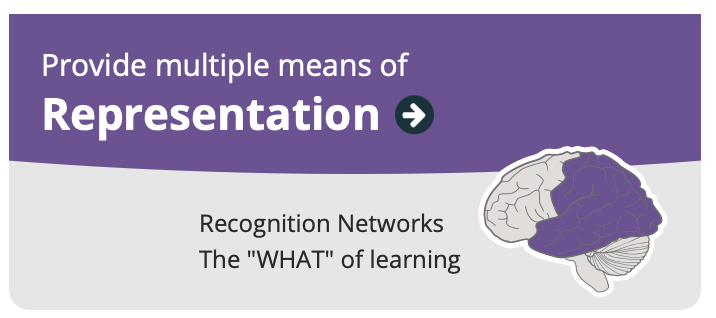 Provide multiple means of
Representation
Recognition Networks
The "WHAT" of learning